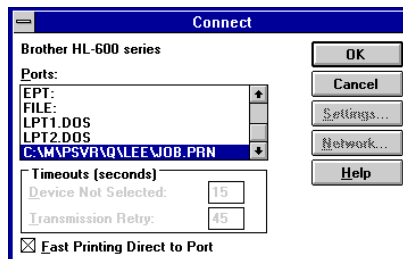 Connect
Brother HL-600 series
Ports:
EPT:
FILE:
LPT1.DOS
LPT2.DOS
C:\M\PSVR\Q\LEE\JOB.PRN
Timeouts (seconds)
Device Not Selected: 15
Transmission Retry: 45
Fast Printing Direct to Port
OK
Cancel
Settings...
Network...
Help